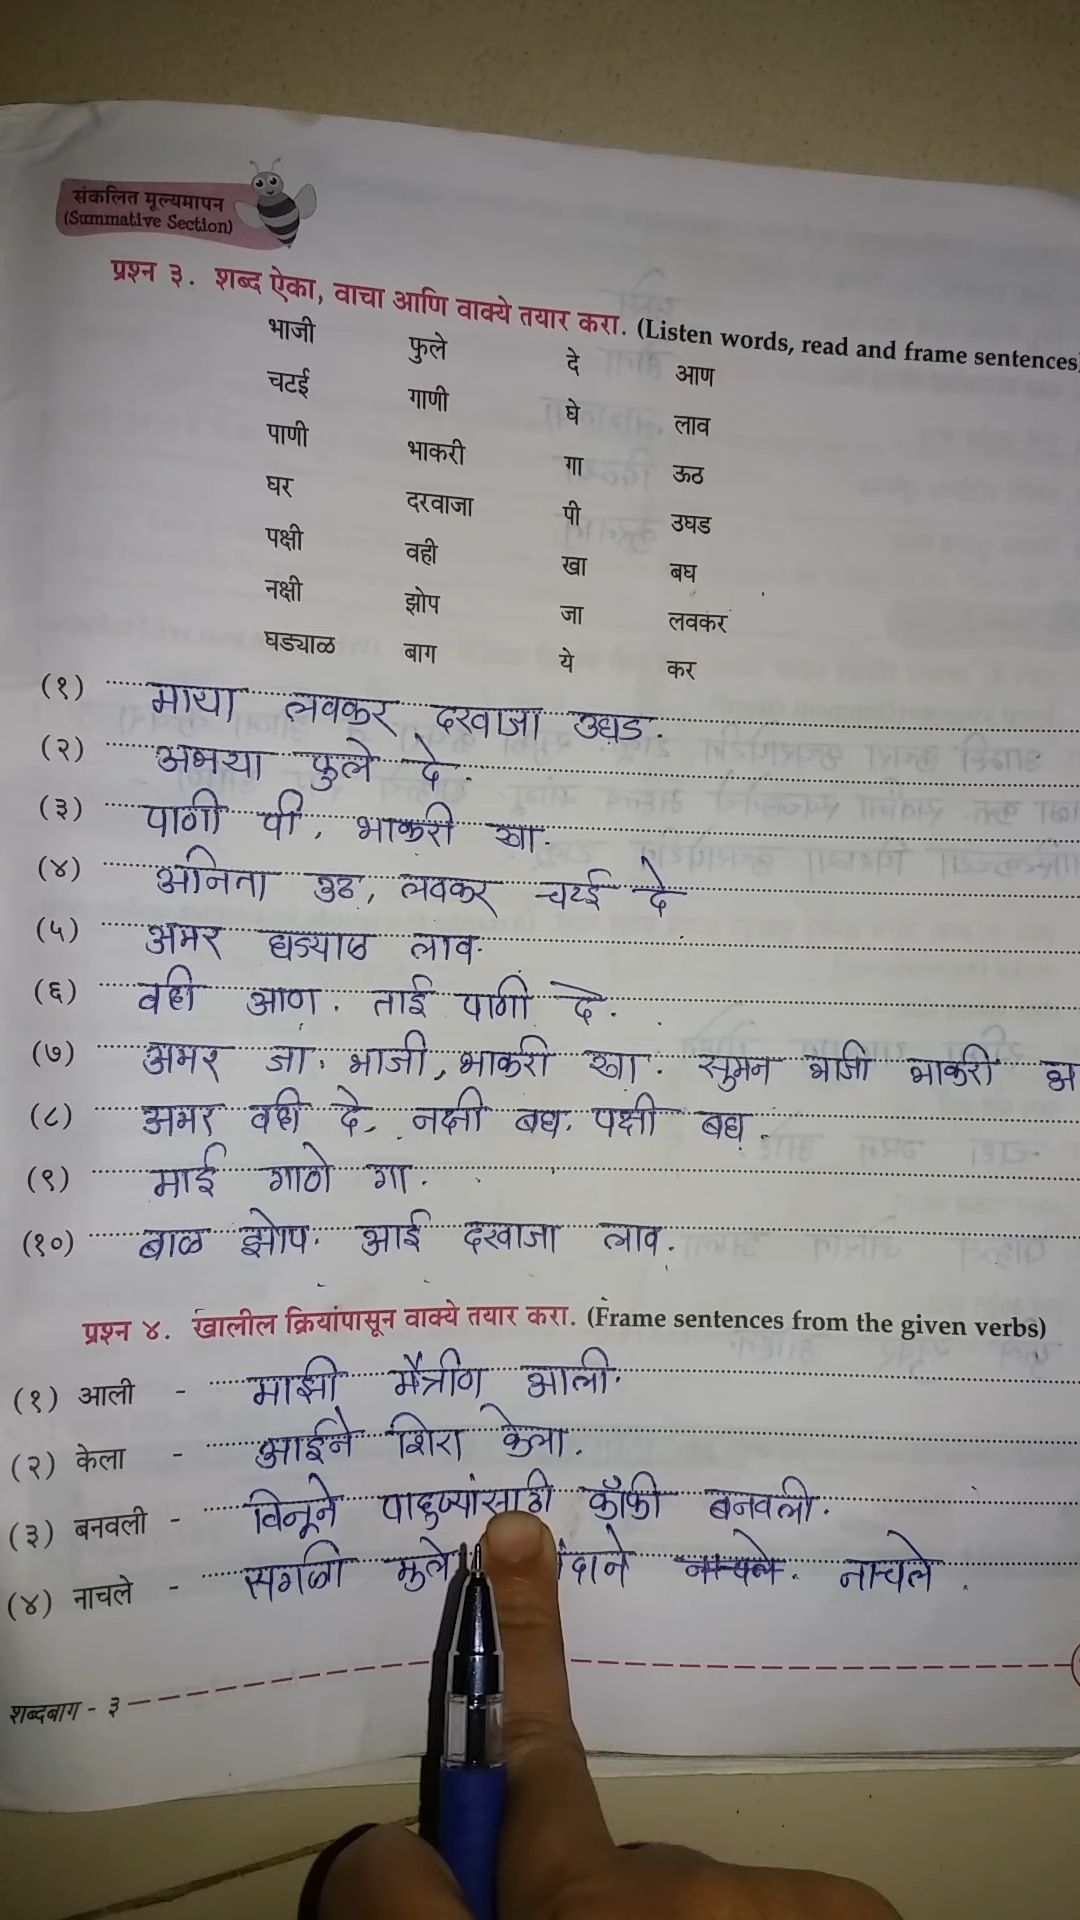 संकलित मूल्यमापन
(Summative Section)
प्रश्न ३. शब्द ऐका, वाचा आणि वाक्ये तयार करा. (Listen words, read and frame sentences)
भाजी फुले दे आण
चटई गाणी घे लाव
पाणी भाकरी गा ऊठ
घर दरवाजा पी उघड
पक्षी वही खा बघ
नक्षी झोप जा लवकर
घड्याळ बाग ये कर
(१) माया लवकर दरवाजा उघड.
(२) अभया फुले दे.
(३) पाणी पी, भाकरी खा.
(४) अनिता उठ, लवकर चटई दे
(५) अमर घड्याळ लाव.
(६) वही आण. ताई पाणी दे.
(७) अमर जा. भाजी, भाकरी खा. सुमन भाजी भाकरी
(८) अमर वही दे, नक्षी बघ. पक्षी बघ.
(९) माई गाणे गा.
(१०) बाळ झोप. आई दरवाजा लाव.
प्रश्न ४. खालील क्रियांपासून वाक्ये तयार करा. (Frame sentences from the given verbs)
(१) आली - माझी मैत्रीण आली.
(२) केला - आईने शिरा केला.
(३) बनवली - विनूने पाहुण्यांसाठी कॉफी बनवली.
(४) नाचले - सगळी मुले नाचले. नाचले.
शब्दबाग - ३